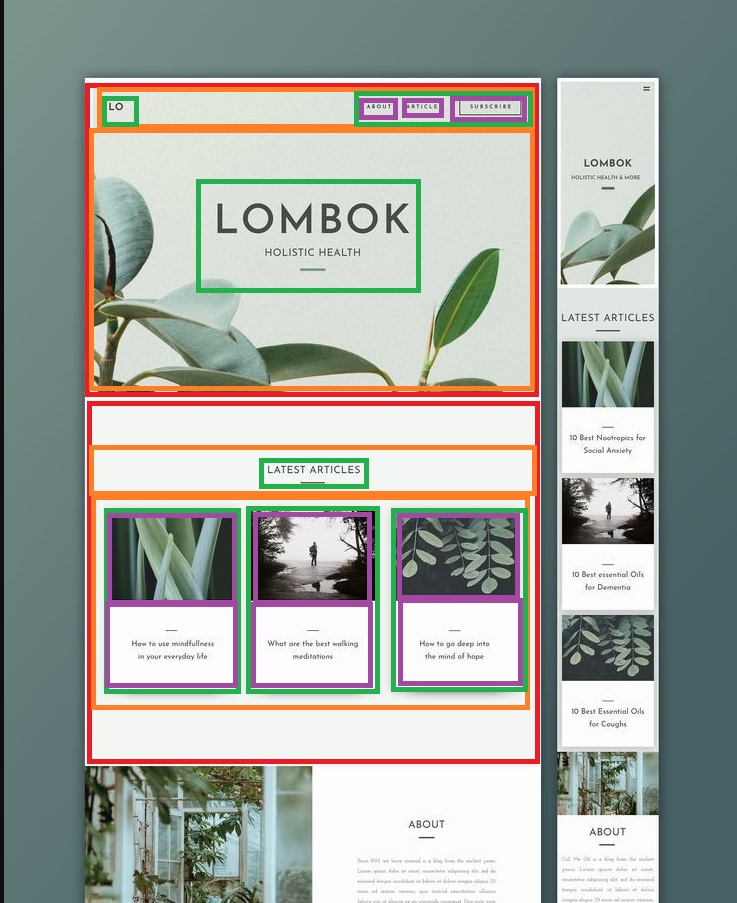 LO
ABOUT
ARTICLE
SUBSCRIBE
LOMBOK
HOLISTIC HEALTH
LATEST ARTICLES
How to use mindfulness
in your everyday life
What are the best walking
meditations
How to go deep into
the mind of hope
ABOUT
LOMBOK
HOLISTIC HEALTH & MORE
LATEST ARTICLES
10 Best Nootropics for
Social Anxiety
10 Best essential Oils
for Dementia
10 Best Essential Oils
for Coughs
ABOUT